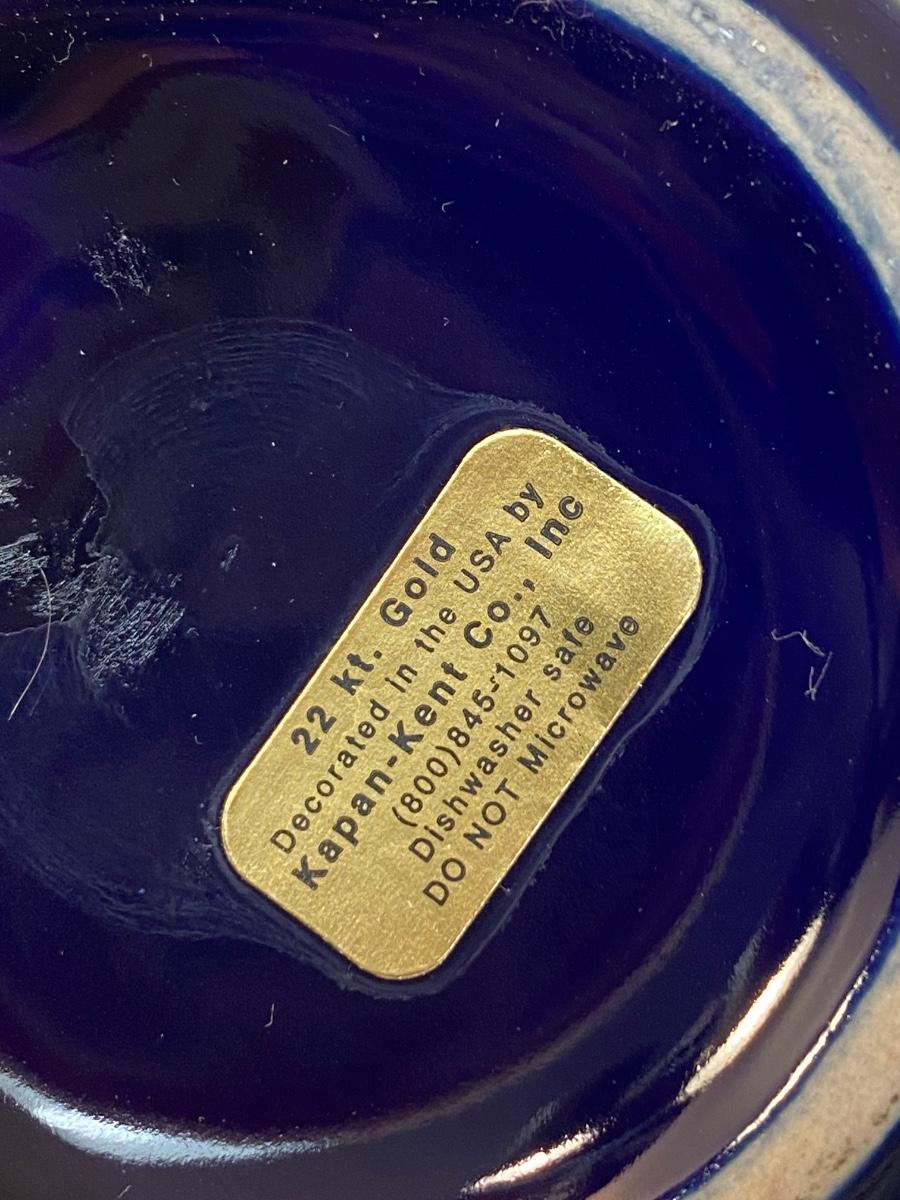 22 kt. Gold
Decorated in the USA by
Kapan-Kent Co., Inc
(800)845-1097
Dishwasher safe
DO NOT Microwave